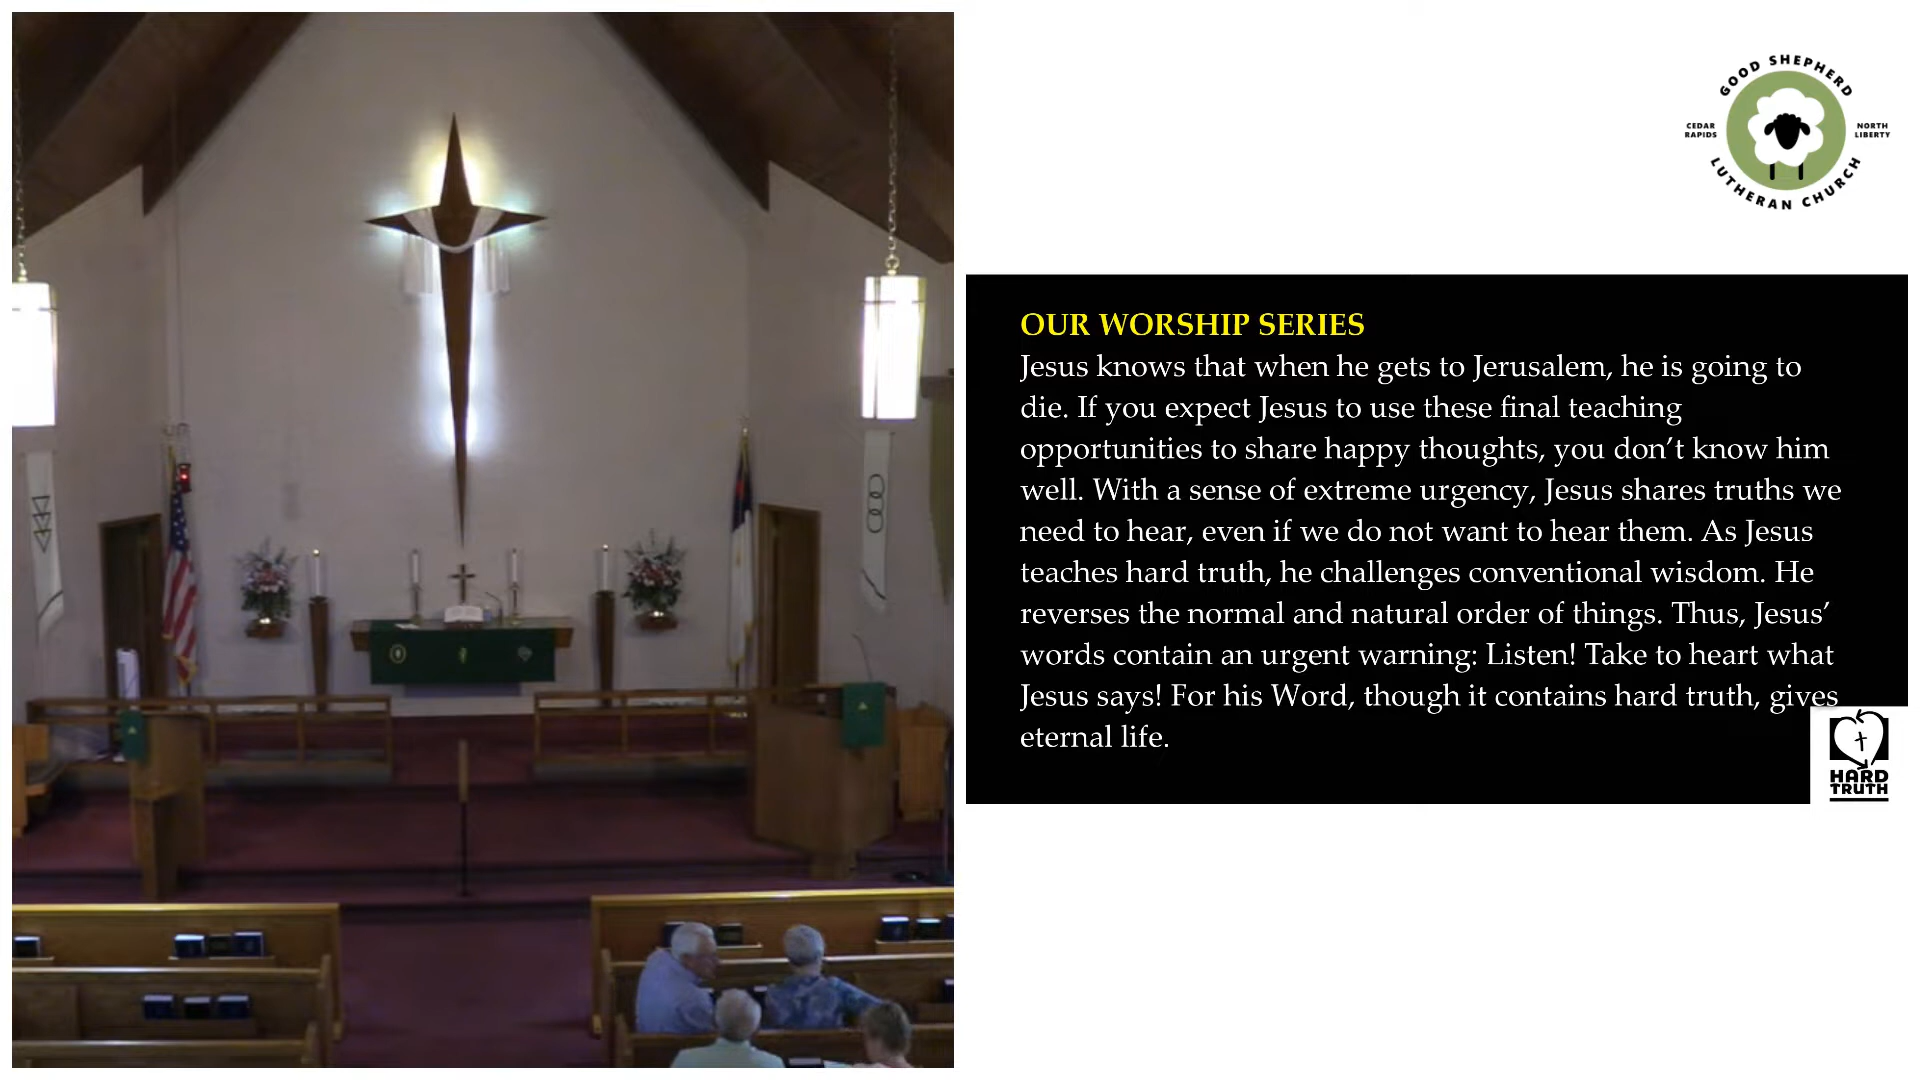 GOOD SHEPHERD
CEDAR
RAPIDS
NORTH
LIBERTY
LUTHERAN CHURCH
OUR WORSHIP SERIES
Jesus knows that when he gets to Jerusalem, he is going to
die. If you expect Jesus to use these final teaching
opportunities to share happy thoughts, you don’t know him
well. With a sense of extreme urgency, Jesus shares truths we
need to hear, even if we do not want to hear them. As Jesus
teaches hard truth, he challenges conventional wisdom. He
reverses the normal and natural order of things. Thus, Jesus’
words contain an urgent warning: Listen! Take to heart what
Jesus says! For his Word, though it contains hard truth, gives
eternal life.
HARD
TRUTH